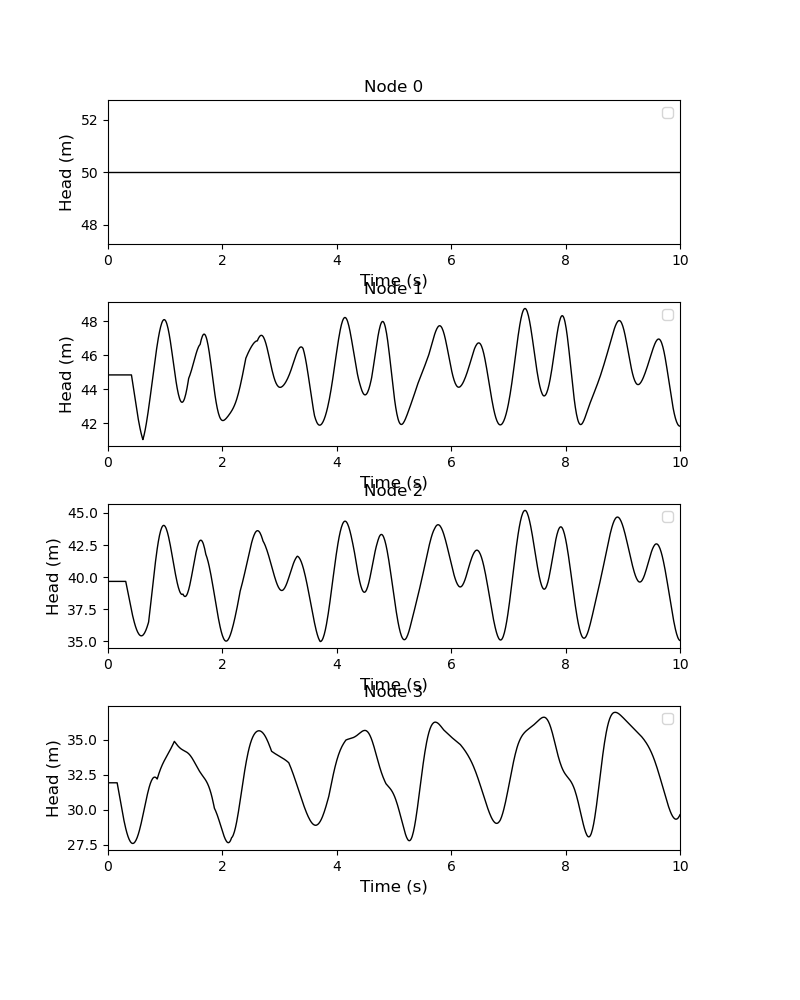 Node 0
52
50
48
Head (m)
0 2 4 6 8 10
Time (s)
Node 1
48
46
44
42
Head (m)
0 2 4 6 8 10
Time (s)
Node 2
45.0
42.5
40.0
37.5
35.0
Head (m)
0 2 4 6 8 10
Time (s)
Node 3
35.0
32.5
30.0
27.5
Head (m)
0 2 4 6 8 10
Time (s)